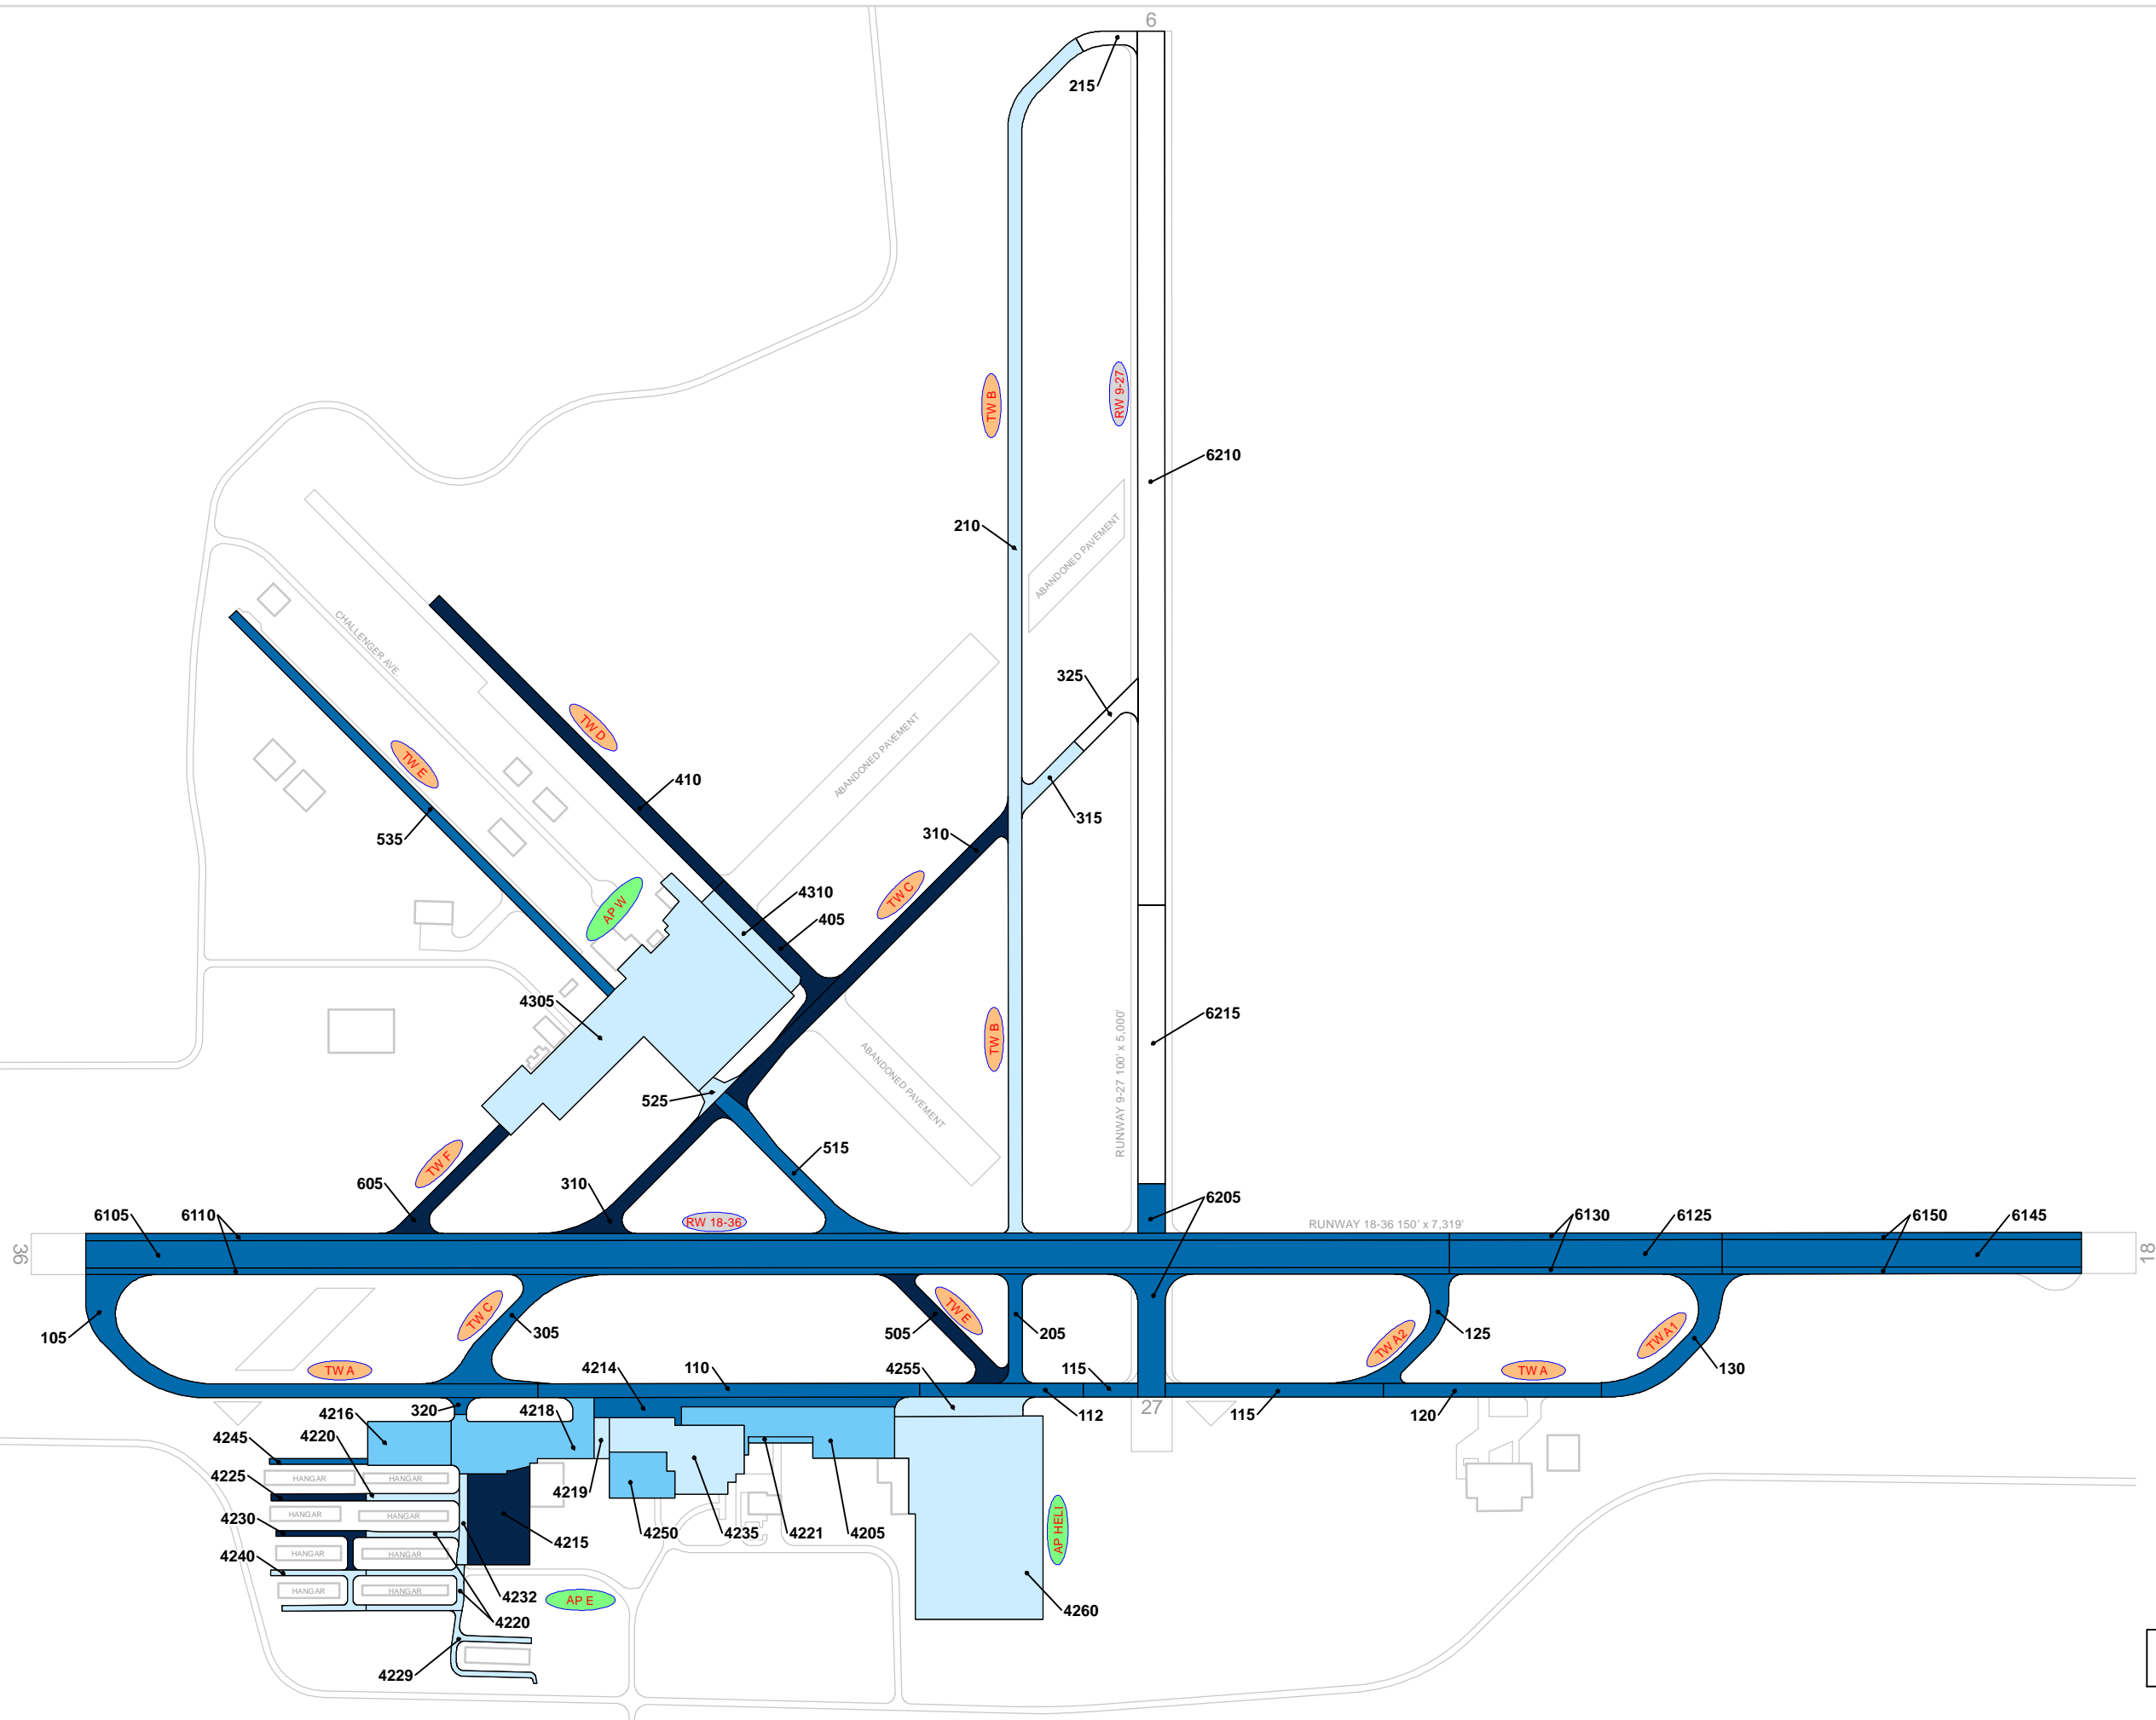 6
215
TW B
RW 9-27
6210
210
ABANDONED PAVEMENT
CHALLENGER AVE.
325
TW D
ABANDONED PAVEMENT
TW E
410
315
535
310
4310
TW C
AP W
405
4305
6215
TW B
RUNWAY 9-27 100' x 5,000'
ABANDONED PAVEMENT
525
515
TW F
605
310
6205
6105
6110
RW 18-36
RUNWAY 18-36 150' x 7,319'
6130
6125
6150
6145
36
18
105
TW C
305
505
TW E
205
TW A2
125
TW A1
130
TW A
4214
110
4255
115
TW A
320
4218
27
112
115
120
4216
4245
4220
4225
HANGAR
HANGAR
4219
HANGAR
HANGAR
4230
4215
4250
4235
4221
4205
AP HELI
4240
HANGAR
HANGAR
HANGAR
HANGAR
4232
AP E
4220
4260
4229